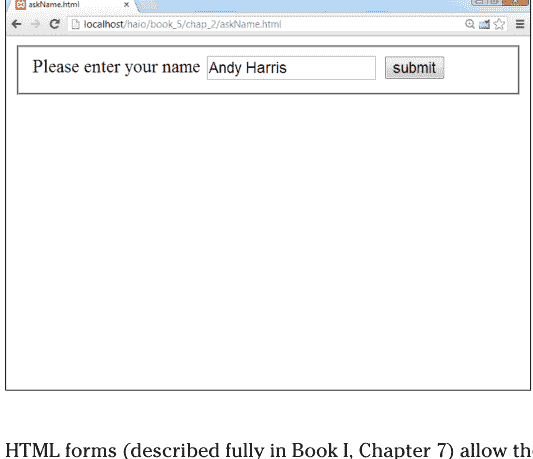 askName.html
localhost/haio/book_5/chap_2/askName.html
Please enter your name Andy Harris submit
HTML forms (described fully in Book I, Chapter 7) allow the